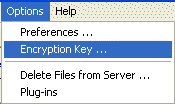 Options Help
Preferences ...
Encryption Key ...
Delete Files from Server ...
Plug-ins